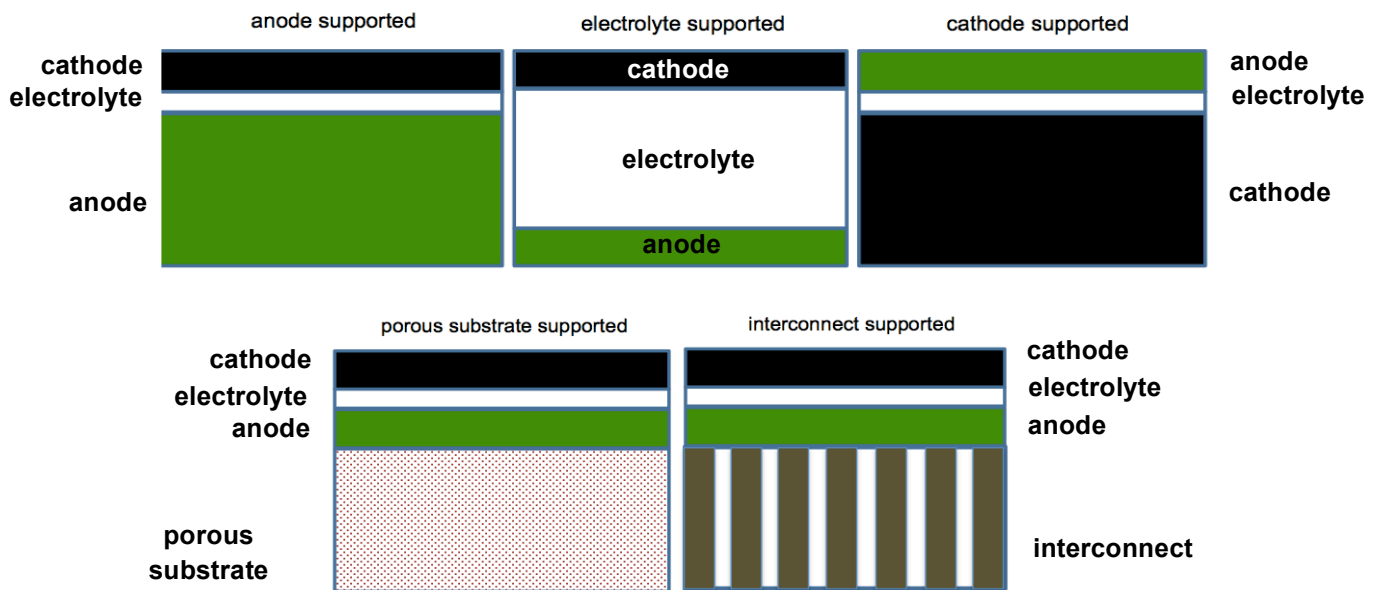 anode supported
electrolyte supported
cathode supported
cathode
electrolyte
anode
cathode
electrolyte
anode
anode
electrolyte
cathode
porous substrate supported
interconnect supported
cathode
electrolyte
anode
porous
substrate
cathode
electrolyte
anode
interconnect